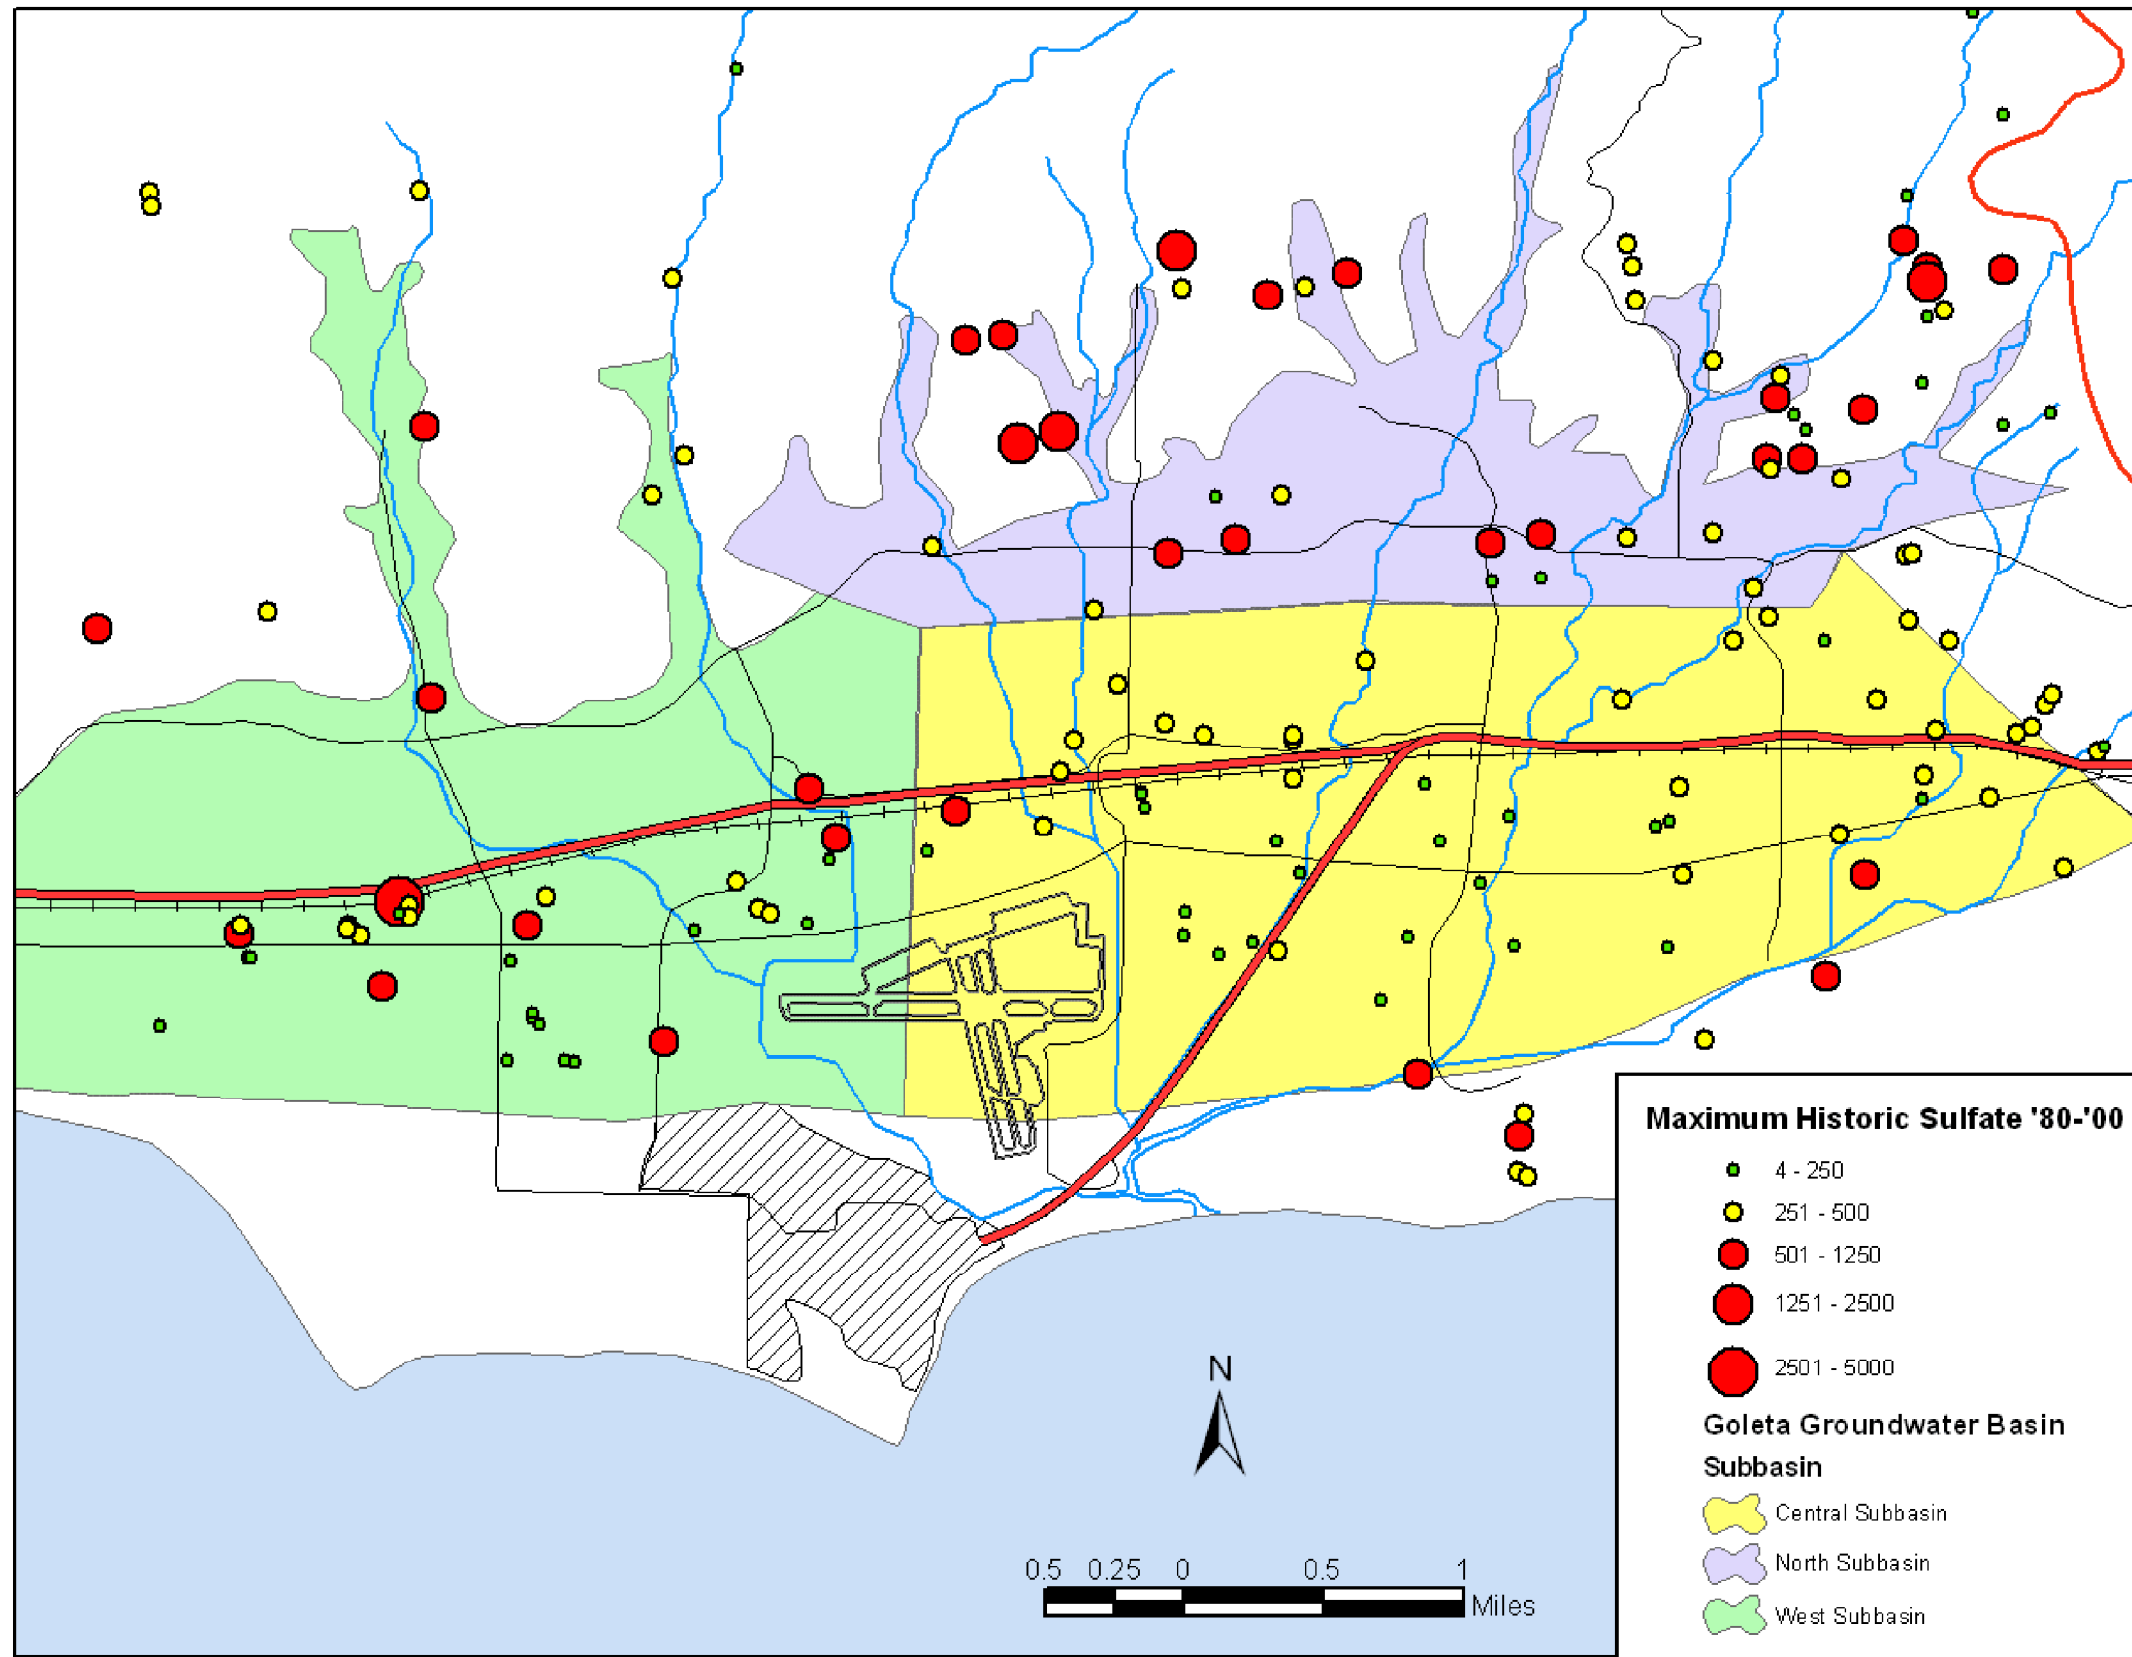 Maximum Historic Sulfate '80-'00
4 - 250
251 - 500
501 - 1250
1251 - 2500
2501 - 5000
Goleta Groundwater Basin
Subbasin
Central Subbasin
North Subbasin
West Subbasin
N
0.5 0.25 0 0.5 1
Miles